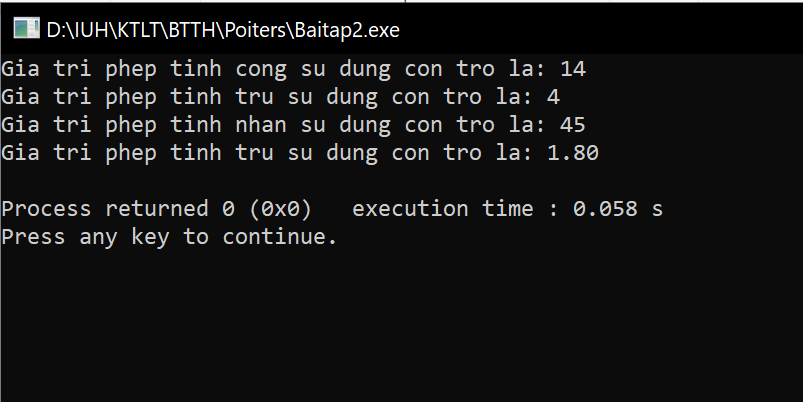 D:\IUH\KTLT\BTTH\Poiters\Baitap2.exe
Gia tri phep tinh cong su dung con tro la: 14
Gia tri phep tinh tru su dung con tro la: 4
Gia tri phep tinh nhan su dung con tro la: 45
Gia tri phep tinh tru su dung con tro la: 1.80
Process returned 0 (0x0)   execution time : 0.058 s
Press any key to continue.